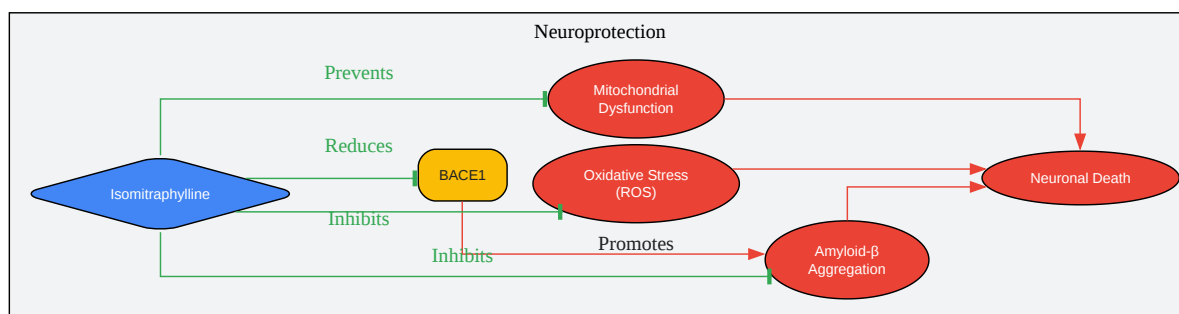 Neuroprotection
Prevents
Mitochondrial
Dysfunction
Reduces
BACE1
Oxidative Stress
(ROS)
Neuronal Death
Isomitraphylline
Inhibits
Promotes
Inhibits
Amyloid-β
Aggregation